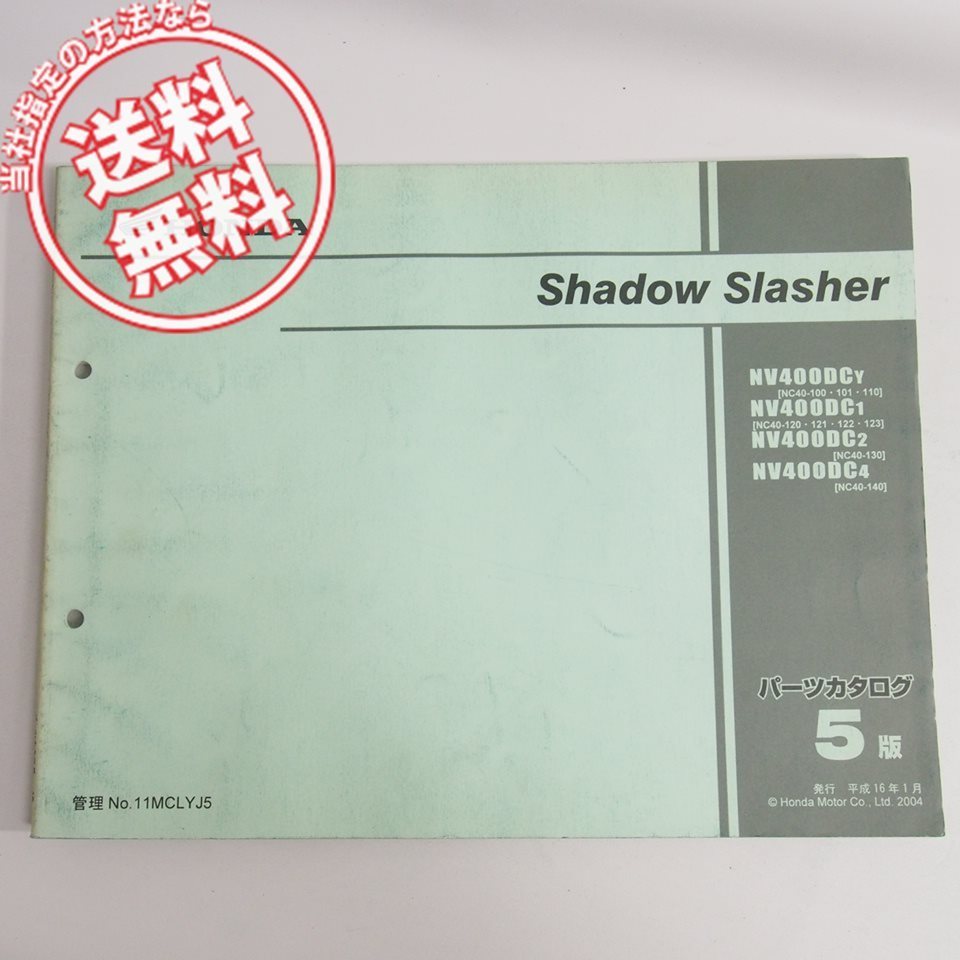 当社指定の方法なら
送料
無料
HONDA
Shadow Slasher
NV400DCY
[NC40-100・101・110]
NV400DC1
[NC40-120・121・122・123]
NV400DC2
[NC40-130]
NV400DC4
[NC40-140]
パーツカタログ
5版
発行 平成16年1月
© Honda Motor Co., Ltd. 2004
管理 No.11MCLYJ5